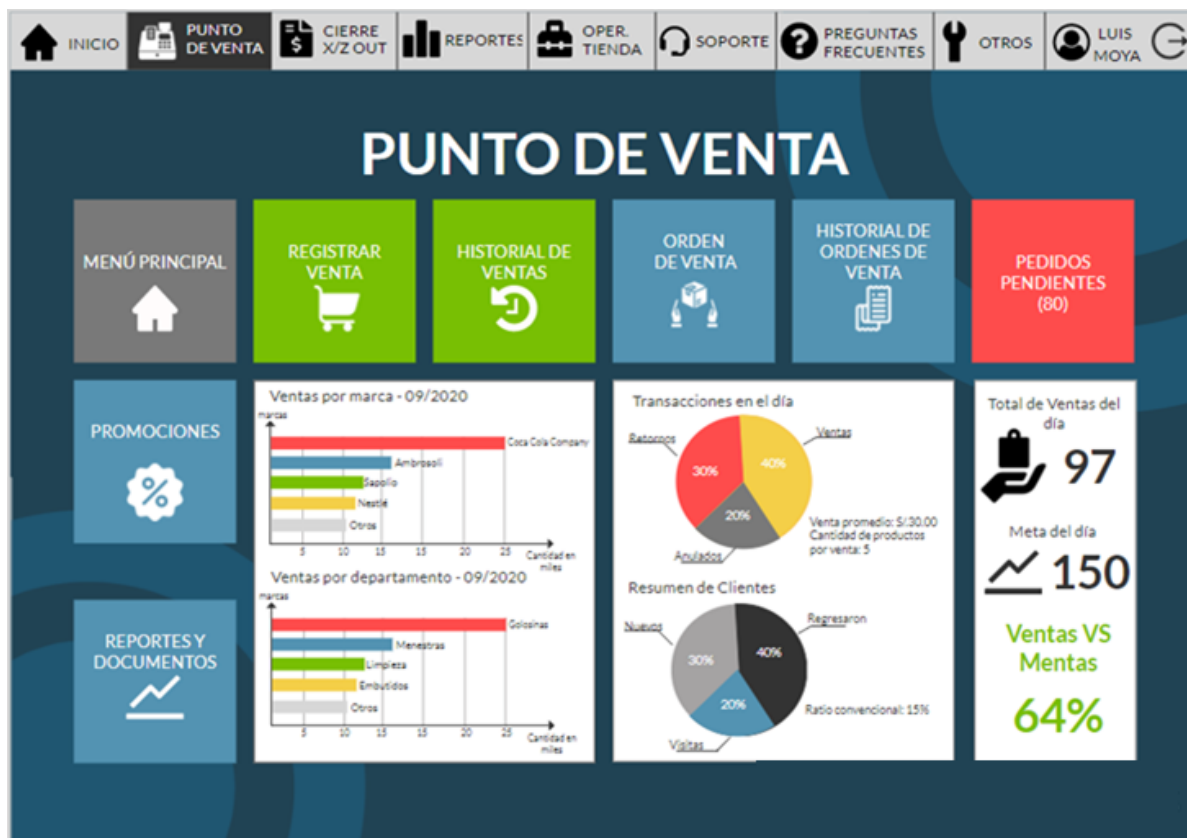 INICIO
PUNTO
DE VENTA
CIERRE
X/Z OUT
REPORTES
OPER.
TIENDA
SOPORTE
PREGUNTAS
FRECUENTES
OTROS
LUIS
MOYA
PUNTO DE VENTA
MENÚ PRINCIPAL
REGISTRAR
VENTA
HISTORIAL DE
VENTAS
ORDEN
DE VENTA
HISTORIAL DE
ORDENES DE
VENTA
PEDIDOS
PENDIENTES
(80)
PROMOCIONES
%
REPORTES Y
DOCUMENTOS
Ventas por marca - 09/2020
marcas
Coca Cola Company
Ambrosoli
Sapolio
Nestlé
Otros
5 10 15 15 20 25
Cantidad en
miles
Ventas por departamento - 09/2020
marcas
Golosinas
Menestras
Limpieza
Embutidos
Otros
5 10 15 15 20 25
Cantidad en
miles
Transacciones en el día
Retornos
Ventas
30%
40%
20%
Anulados
Venta promedio: S/.30.00
Cantidad de productos
por venta: 5
Resumen de Clientes
Nuevos
Regresaron
30%
40%
20%
Visitas
Ratio convencional: 15%
Total de Ventas del
día
97
Meta del día
150
Ventas VS
Mentas
64%